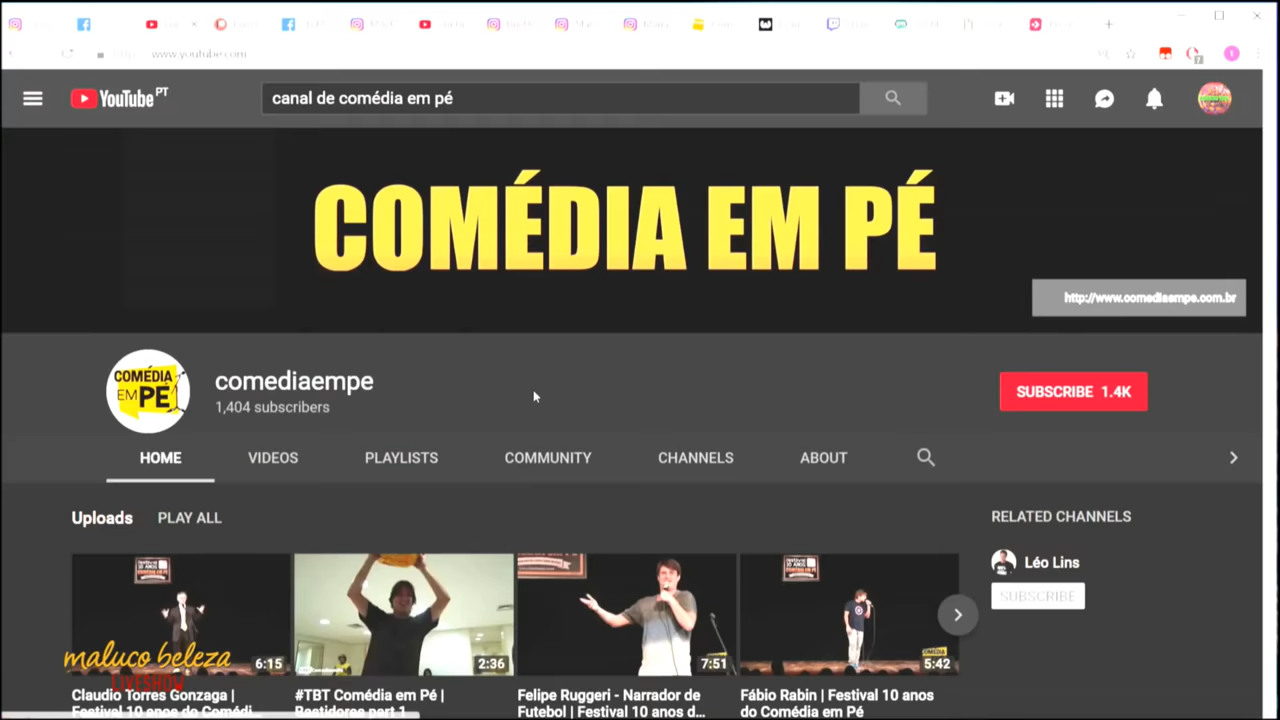 www.youtube.com
YouTube PT
canal de comédia em pé
COMÉDIA EM PÉ
http://www.comediaempe.com.br
COMÉDIA
EM PÉ
comediaempe
1,404 subscribers
SUBSCRIBE 1.4K
HOME
VIDEOS
PLAYLISTS
COMMUNITY
CHANNELS
ABOUT
Uploads
PLAY ALL
RELATED CHANNELS
Léo Lins
SUBSCRIBE
maluco beleza
LIVESHOW
6:15
2:36
7:51
5:42
Claudio Torres Gonzaga |
Festival 10 anos do Comédi...
#TBT Comédia em Pé |
Bastidores part 1
Felipe Ruggeri - Narrador de
Futebol | Festival 10 anos d...
Fábio Rabin | Festival 10 anos
do Comédia em Pé